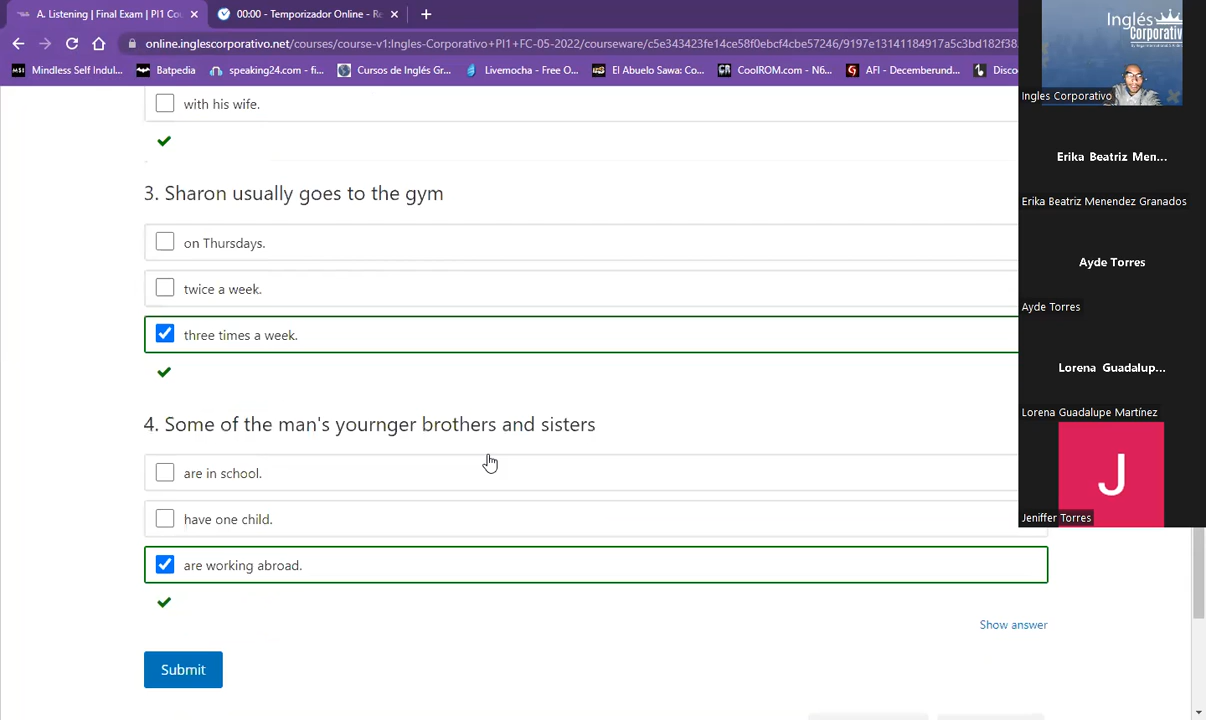 A. Listening | Final Exam | PI1 Cou
00:00 - Temporizador Online - Re
online.inglescorporativo.net/courses/course-v1:Ingles-Corporativo+PI1+FC-05-2022/courseware/c5e343423fe14ce58f0ebcf4cbe57246/9197e13141184917a5c3bd182f38
Mindless Self Indul...
Batpedia
speaking24.com - fi...
Cursos de Inglés Gr...
Livemocha - Free O...
El Abuelo Sawa: Co...
CoolROM.com - N6...
AFI - Decemberund...
Disco
with his wife.
3. Sharon usually goes to the gym
on Thursdays.
twice a week.
three times a week.
4. Some of the man's yournger brothers and sisters
are in school.
have one child.
are working abroad.
Show answer
Submit
Inglés
Corporativo
Ingles Corporativo
Erika Beatriz Men...
Erika Beatriz Menendez Granados
Ayde Torres
Ayde Torres
Lorena Guadalup...
Lorena Guadalupe Martínez
J
Jeniffer Torres